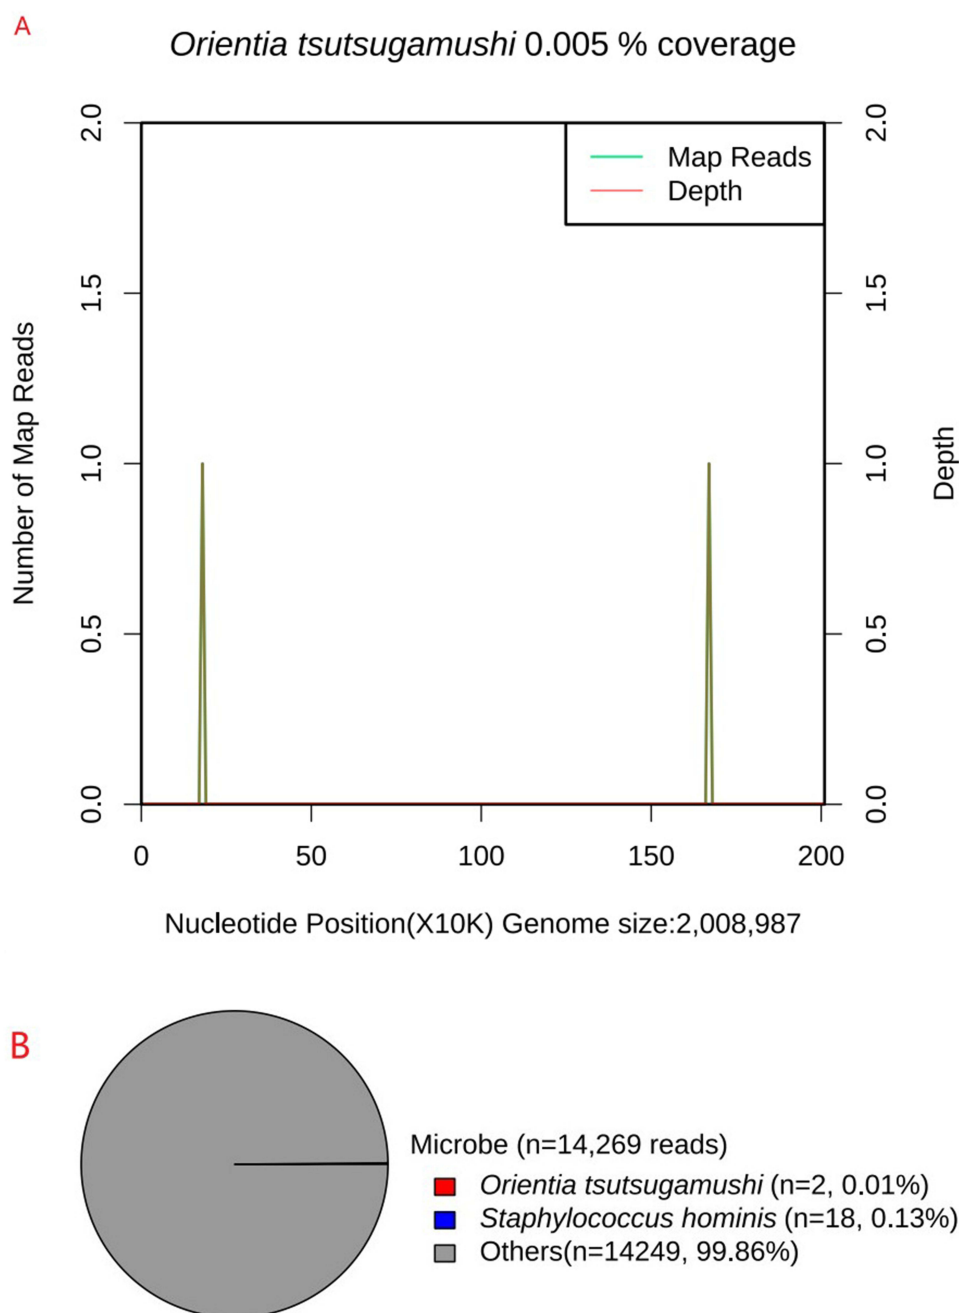 A
Orientia tsutsugamushi 0.005 % coverage
2.0
2.0
Map Reads
Depth
1.5
1.5
Number of Map Reads
1.0
1.0
Depth
0.5
0.5
0.0
0.0
0 50 100 150 200
Nucleotide Position(X10K) Genome size:2,008,987
B
Microbe (n=14,269 reads)
Orientia tsutsugamushi (n=2, 0.01%)
Staphylococcus hominis (n=18, 0.13%)
Others(n=14249, 99.86%)